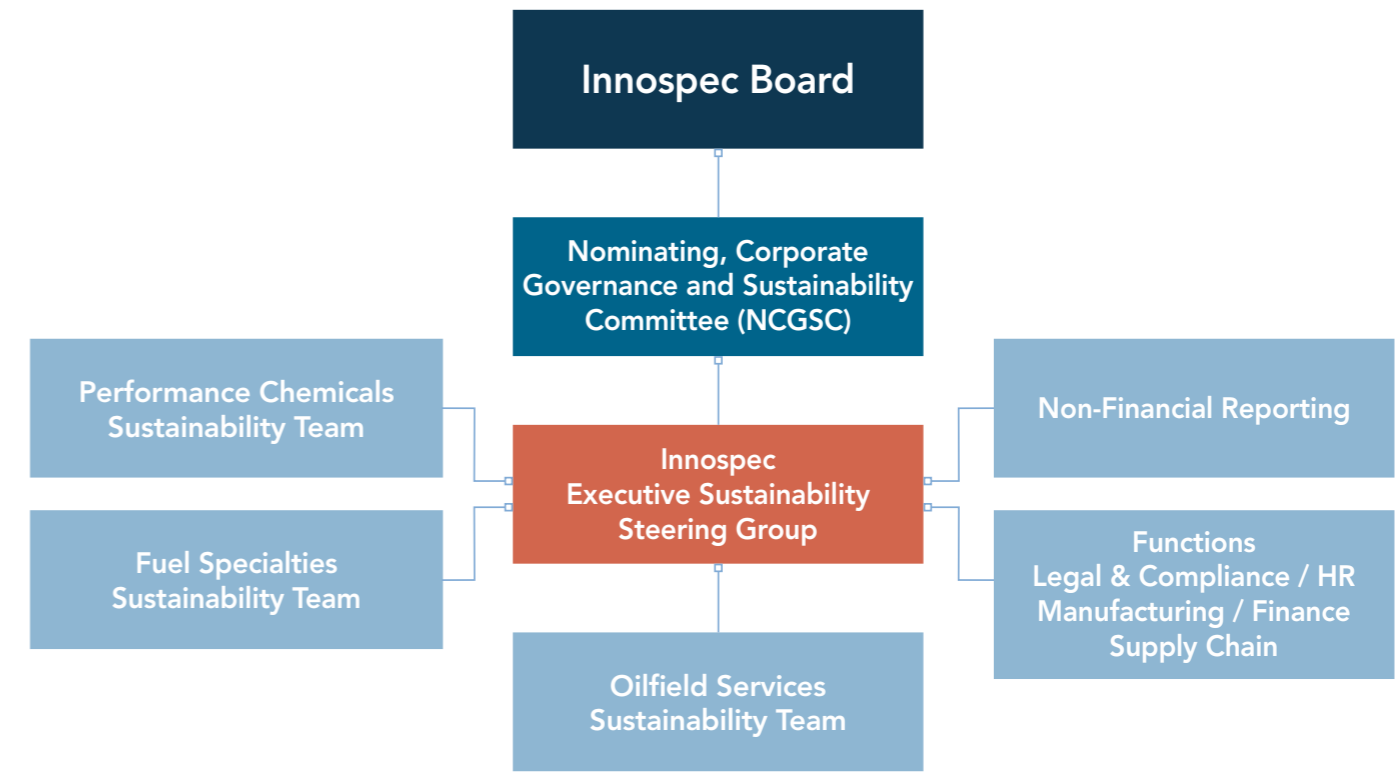 Innospec Board
Nominating, Corporate
Governance and Sustainability
Committee (NCGSC)
Performance Chemicals
Sustainability Team
Non-Financial Reporting
Innospec
Executive Sustainability
Steering Group
Fuel Specialties
Sustainability Team
Functions
Legal & Compliance / HR
Manufacturing / Finance
Supply Chain
Oilfield Services
Sustainability Team